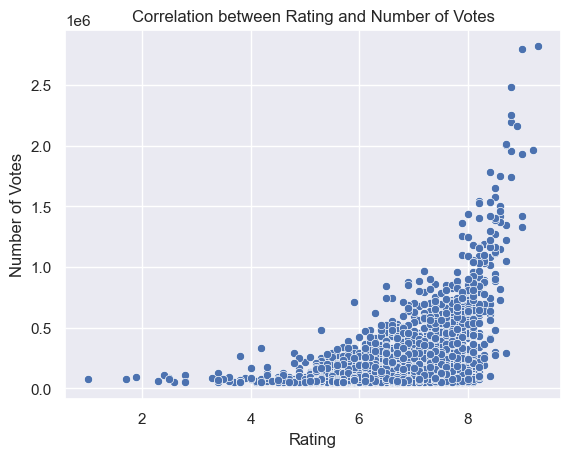 Correlation between Rating and Number of Votes
1e6
2.5
2.0
1.5
1.0
0.5
0.0
Number of Votes
2 4 6 8
Rating